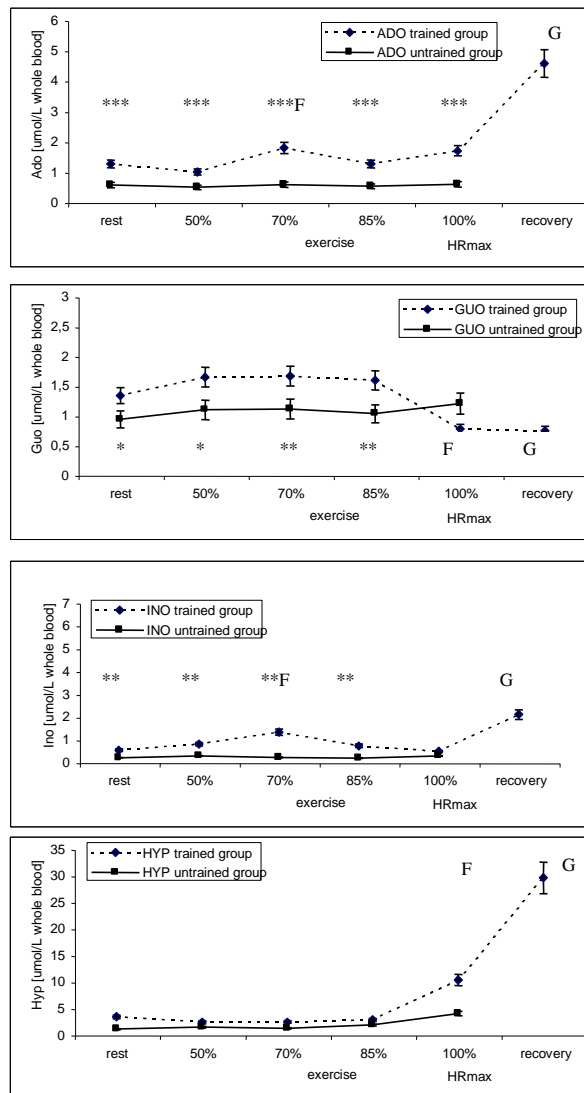 6
5
4
3
2
1
0
Ado [umol/L whole blood]
ADO trained group
ADO untrained group
G
*** *** ***F *** ***
rest 50% 70% 85% 100% recovery
exercise HRmax
3
2,5
2
1,5
1
0,5
0
Guo [umol/L whole blood]
GUO trained group
GUO untrained group
* * ** ** F G
rest 50% 70% 85% 100% recovery
exercise HRmax
7
6
5
4
3
2
1
0
Ino [umol/L whole blood]
INO trained group
INO untrained group
** ** **F ** G
rest 50% 70% 85% 100% recovery
exercise HRmax
35
30
25
20
15
10
5
0
Hyp [umol/L whole blood]
HYP trained group
HYP untrained group
F G
rest 50% 70% 85% 100% recovery
exercise HRmax